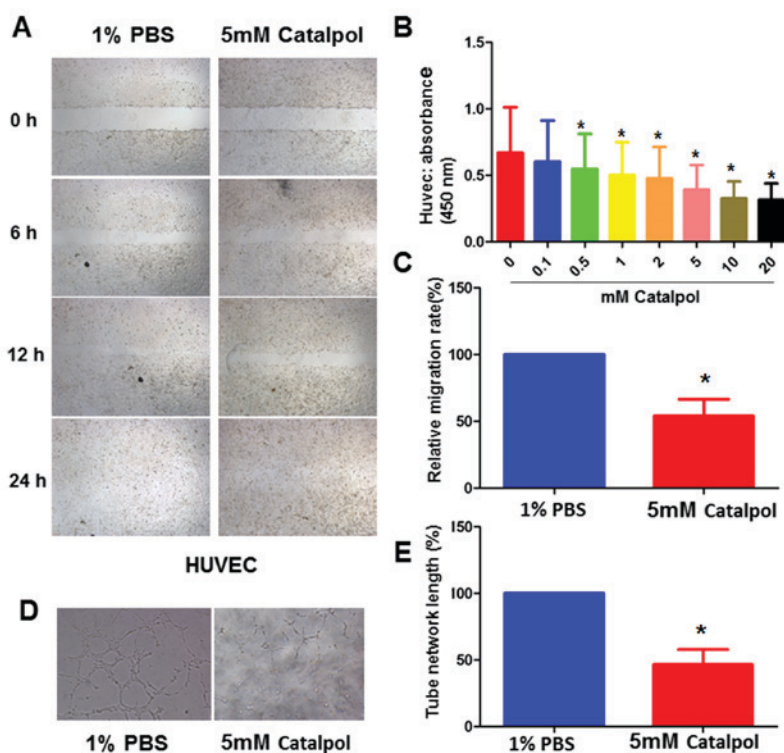 A
1% PBS 5mM Catalpol
0 h
6 h
12 h
24 h
HUVEC
B
Huvec: absorbance
(450 nm)
1.5
1.0
0.5
0.0
0 0.1 0.5 1 2 5 10 20
mM Catalpol
* * * * * *
C
Relative migration rate(%)
150
100
50
0
*
1% PBS 5mM Catalpol
D
1% PBS 5mM Catalpol
E
Tube network length (%)
150
100
50
0
*
1% PBS 5mM Catalpol